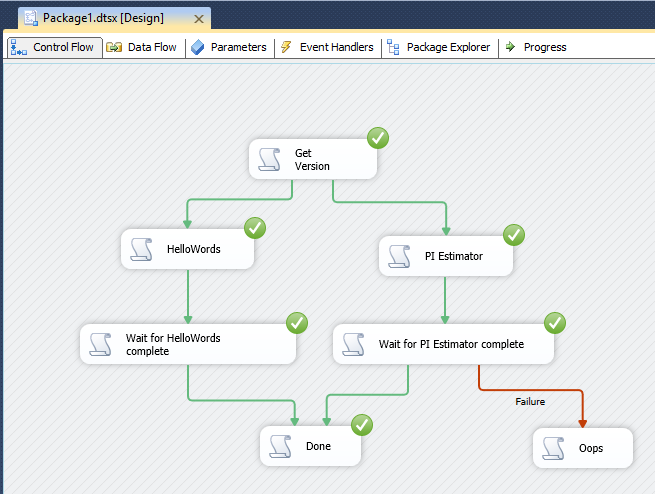 Package1.dtsx [Design]
Control Flow
Data Flow
Parameters
Event Handlers
Package Explorer
Progress
Get
Version
HelloWords
PI Estimator
Wait for HelloWords
complete
Wait for PI Estimator complete
Failure
Done
Oops